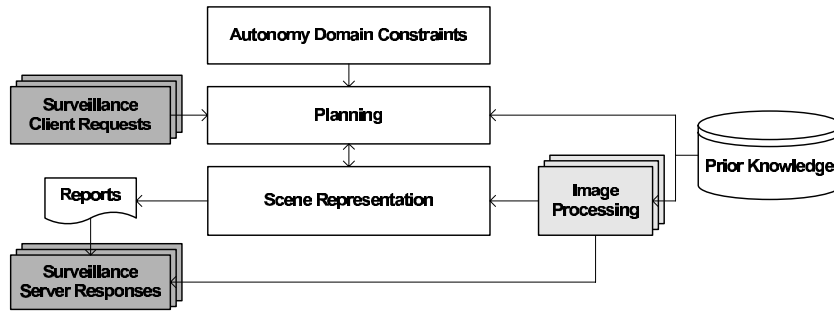 Autonomy Domain Constraints
Surveillance
Client Requests
Planning
Prior Knowledge
Reports
Scene Representation
Image
Processing
Surveillance
Server Responses